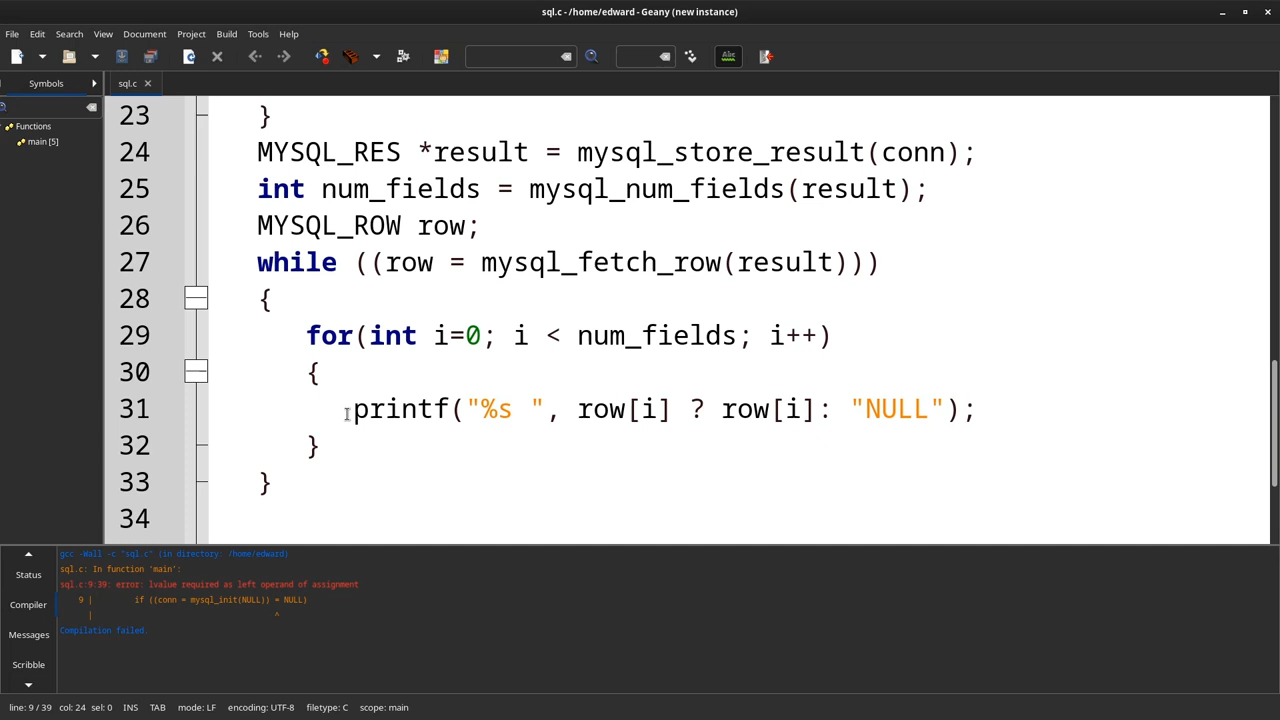 sql.c - /home/edward - Geany (new instance)
File Edit Search View Document Project Build Tools Help
Abc
Symbols
sql.c
Functions
main [5]
23 }
24 MYSQL_RES *result = mysql_store_result(conn);
25 int num_fields = mysql_num_fields(result);
26 MYSQL_ROW row;
27 while ((row = mysql_fetch_row(result)))
28 {
29 for(int i=0; i < num_fields; i++)
30 {
31 printf("%s ", row[i] ? row[i]: "NULL");
32 }
33 }
34
Status
Compiler
Messages
Scribble
gcc -Wall -c "sql.c" (in directory: /home/edward)
sql.c: In function 'main':
sql.c:9:39: error: lvalue required as left operand of assignment
9 | if ((conn = mysql_init(NULL)) = NULL)
| ^
Compilation failed.
line: 9 / 39 col: 24 sel: 0 INS TAB mode: LF encoding: UTF-8 filetype: C scope: main